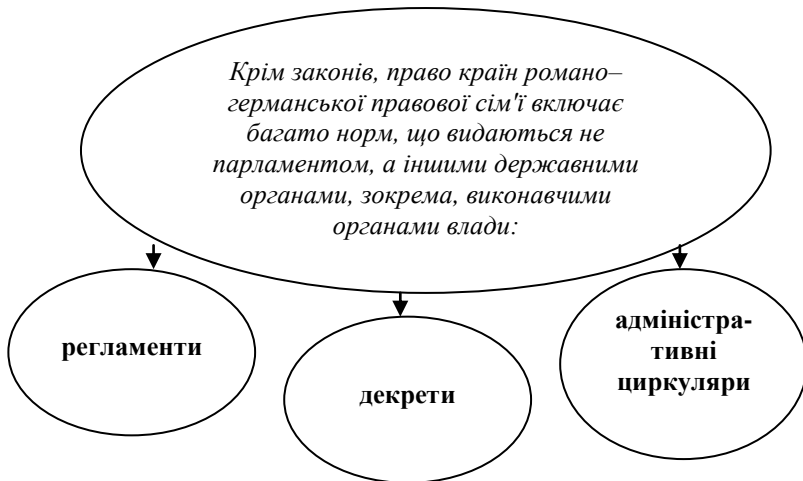 Крім законів, право країн романо–
германської правової сім'ї включає
багато норм, що видаються не
парламентом, а іншими державними
органами, зокрема, виконавчими
органами влади:
регламенти
декрети
адміністра-
тивні
циркуляри